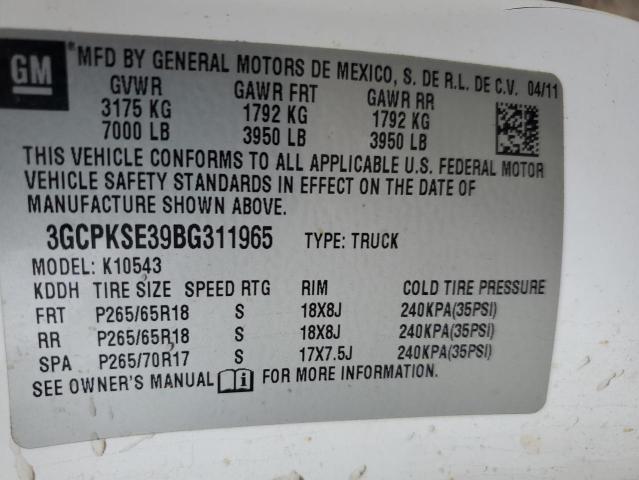 GM ® MFD BY GENERAL MOTORS DE MEXICO, S. DE R.L. DE C.V. 04/11
GVWR GAWR FRT GAWR RR
3175 KG 1792 KG 1792 KG
7000 LB 3950 LB 3950 LB
THIS VEHICLE CONFORMS TO ALL APPLICABLE U.S. FEDERAL MOTOR
VEHICLE SAFETY STANDARDS IN EFFECT ON THE DATE OF
MANUFACTURE SHOWN ABOVE.
3GCPKSE39BG311965 TYPE: TRUCK
MODEL: K10543
KDDH TIRE SIZE SPEED RTG RIM COLD TIRE PRESSURE
FRT P265/65R18 S 18X8J 240KPA(35PSI)
RR P265/65R18 S 18X8J 240KPA(35PSI)
SPA P265/70R17 S 17X7.5J 240KPA(35PSI)
SEE OWNER'S MANUAL FOR MORE INFORMATION.